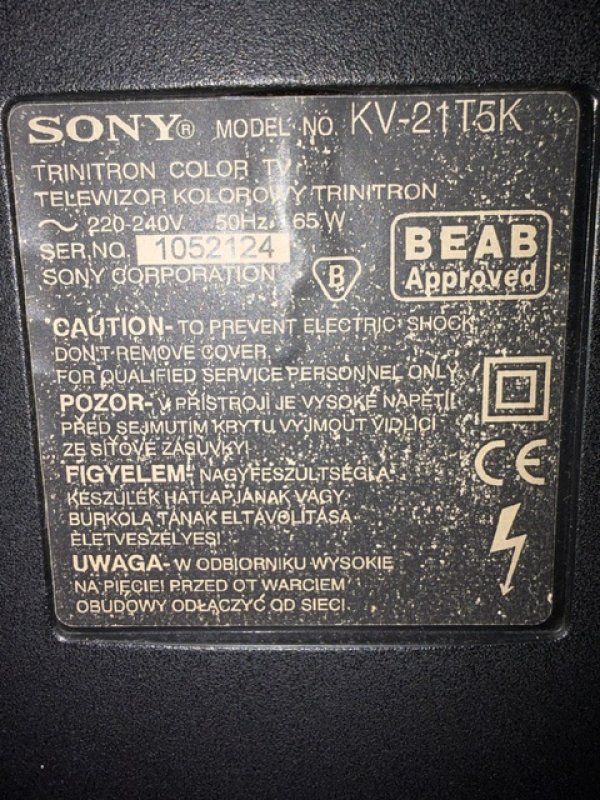 SONY® MODEL NO. KV-21T5K
TRINITRON COLOR TV
TELEWIZOR KOLOROWY TRINITRON
~ 220-240V 50Hz 65 W
SER.NO. 1052124
SONY CORPORATION
B
BEAB
Approved
CAUTION- TO PREVENT ELECTRIC SHOCK,
DON'T REMOVE COVER.
FOR QUALIFIED SERVICE PERSONNEL ONLY.
POZOR- V PŘÍSTROJI JE VYSOKÉ NAPĚTÍ!
PŘED SEJMUTÍM KRYTU VYJMOUT VIDLICI
ZE SÍŤOVÉ ZÁSUVKY!
CE
FIGYELEM- NAGYFESZÜLTSÉG! A
KÉSZÜLÉK HÁTLAPJÁNAK VAGY
BURKOLATÁNAK ELTÁVOLÍTÁSA
ÉLETVESZÉLYES!
UWAGA- W ODBIORNIKU WYSOKIE
NAPIĘCIE! PRZED OTWARCIEM
OBUDOWY ODŁĄCZYĆ OD SIECI.